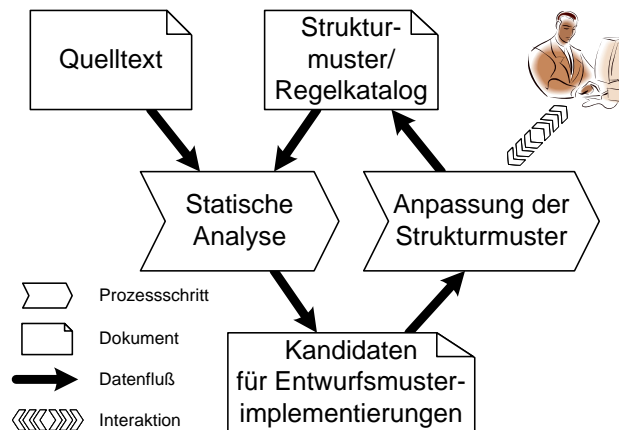 Quelltext
Struktur-
muster/
Regelkatalog
Statische
Analyse
Anpassung der
Strukturmuster
Prozessschritt
Dokument
Datenfluß
Interaktion
Kandidaten
für Entwurfsmuster-
implementierungen